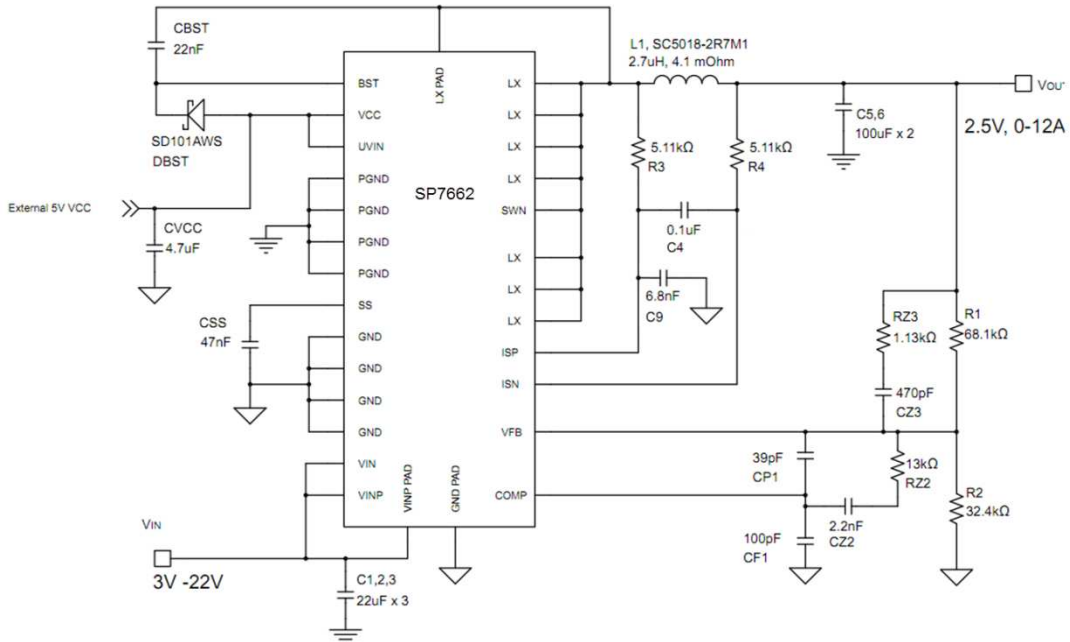 CBST
22nF
SD101AWS
DBST
External 5V VCC
CVCC
4.7uF
CSS
47nF
VIN
3V -22V
C1,2,3
22uF x 3
LX PAD
BST
VCC
UVIN
PGND
PGND
PGND
PGND
SS
GND
GND
GND
GND
VIN
VINP
VINP PAD
GND PAD
SP7662
LX
LX
LX
LX
SWN
LX
LX
LX
ISP
ISN
VFB
COMP
L1, SC5018-2R7M1
2.7uH, 4.1 mOhm
5.11kΩ
R3
5.11kΩ
R4
0.1uF
C4
6.8nF
C9
C5,6
100uF x 2
VOUT
2.5V, 0-12A
RZ3
1.13kΩ
R1
68.1kΩ
470pF
CZ3
39pF
CP1
13kΩ
RZ2
2.2nF
CZ2
100pF
CF1
R2
32.4kΩ